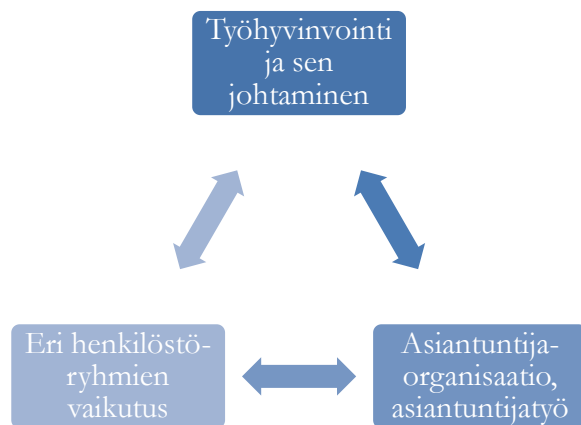 Työhyvinvointi
ja sen
johtaminen
Eri henkilöstö-
ryhmien
vaikutus
Asiantuntija-
organisaatio,
asiantuntijatyö